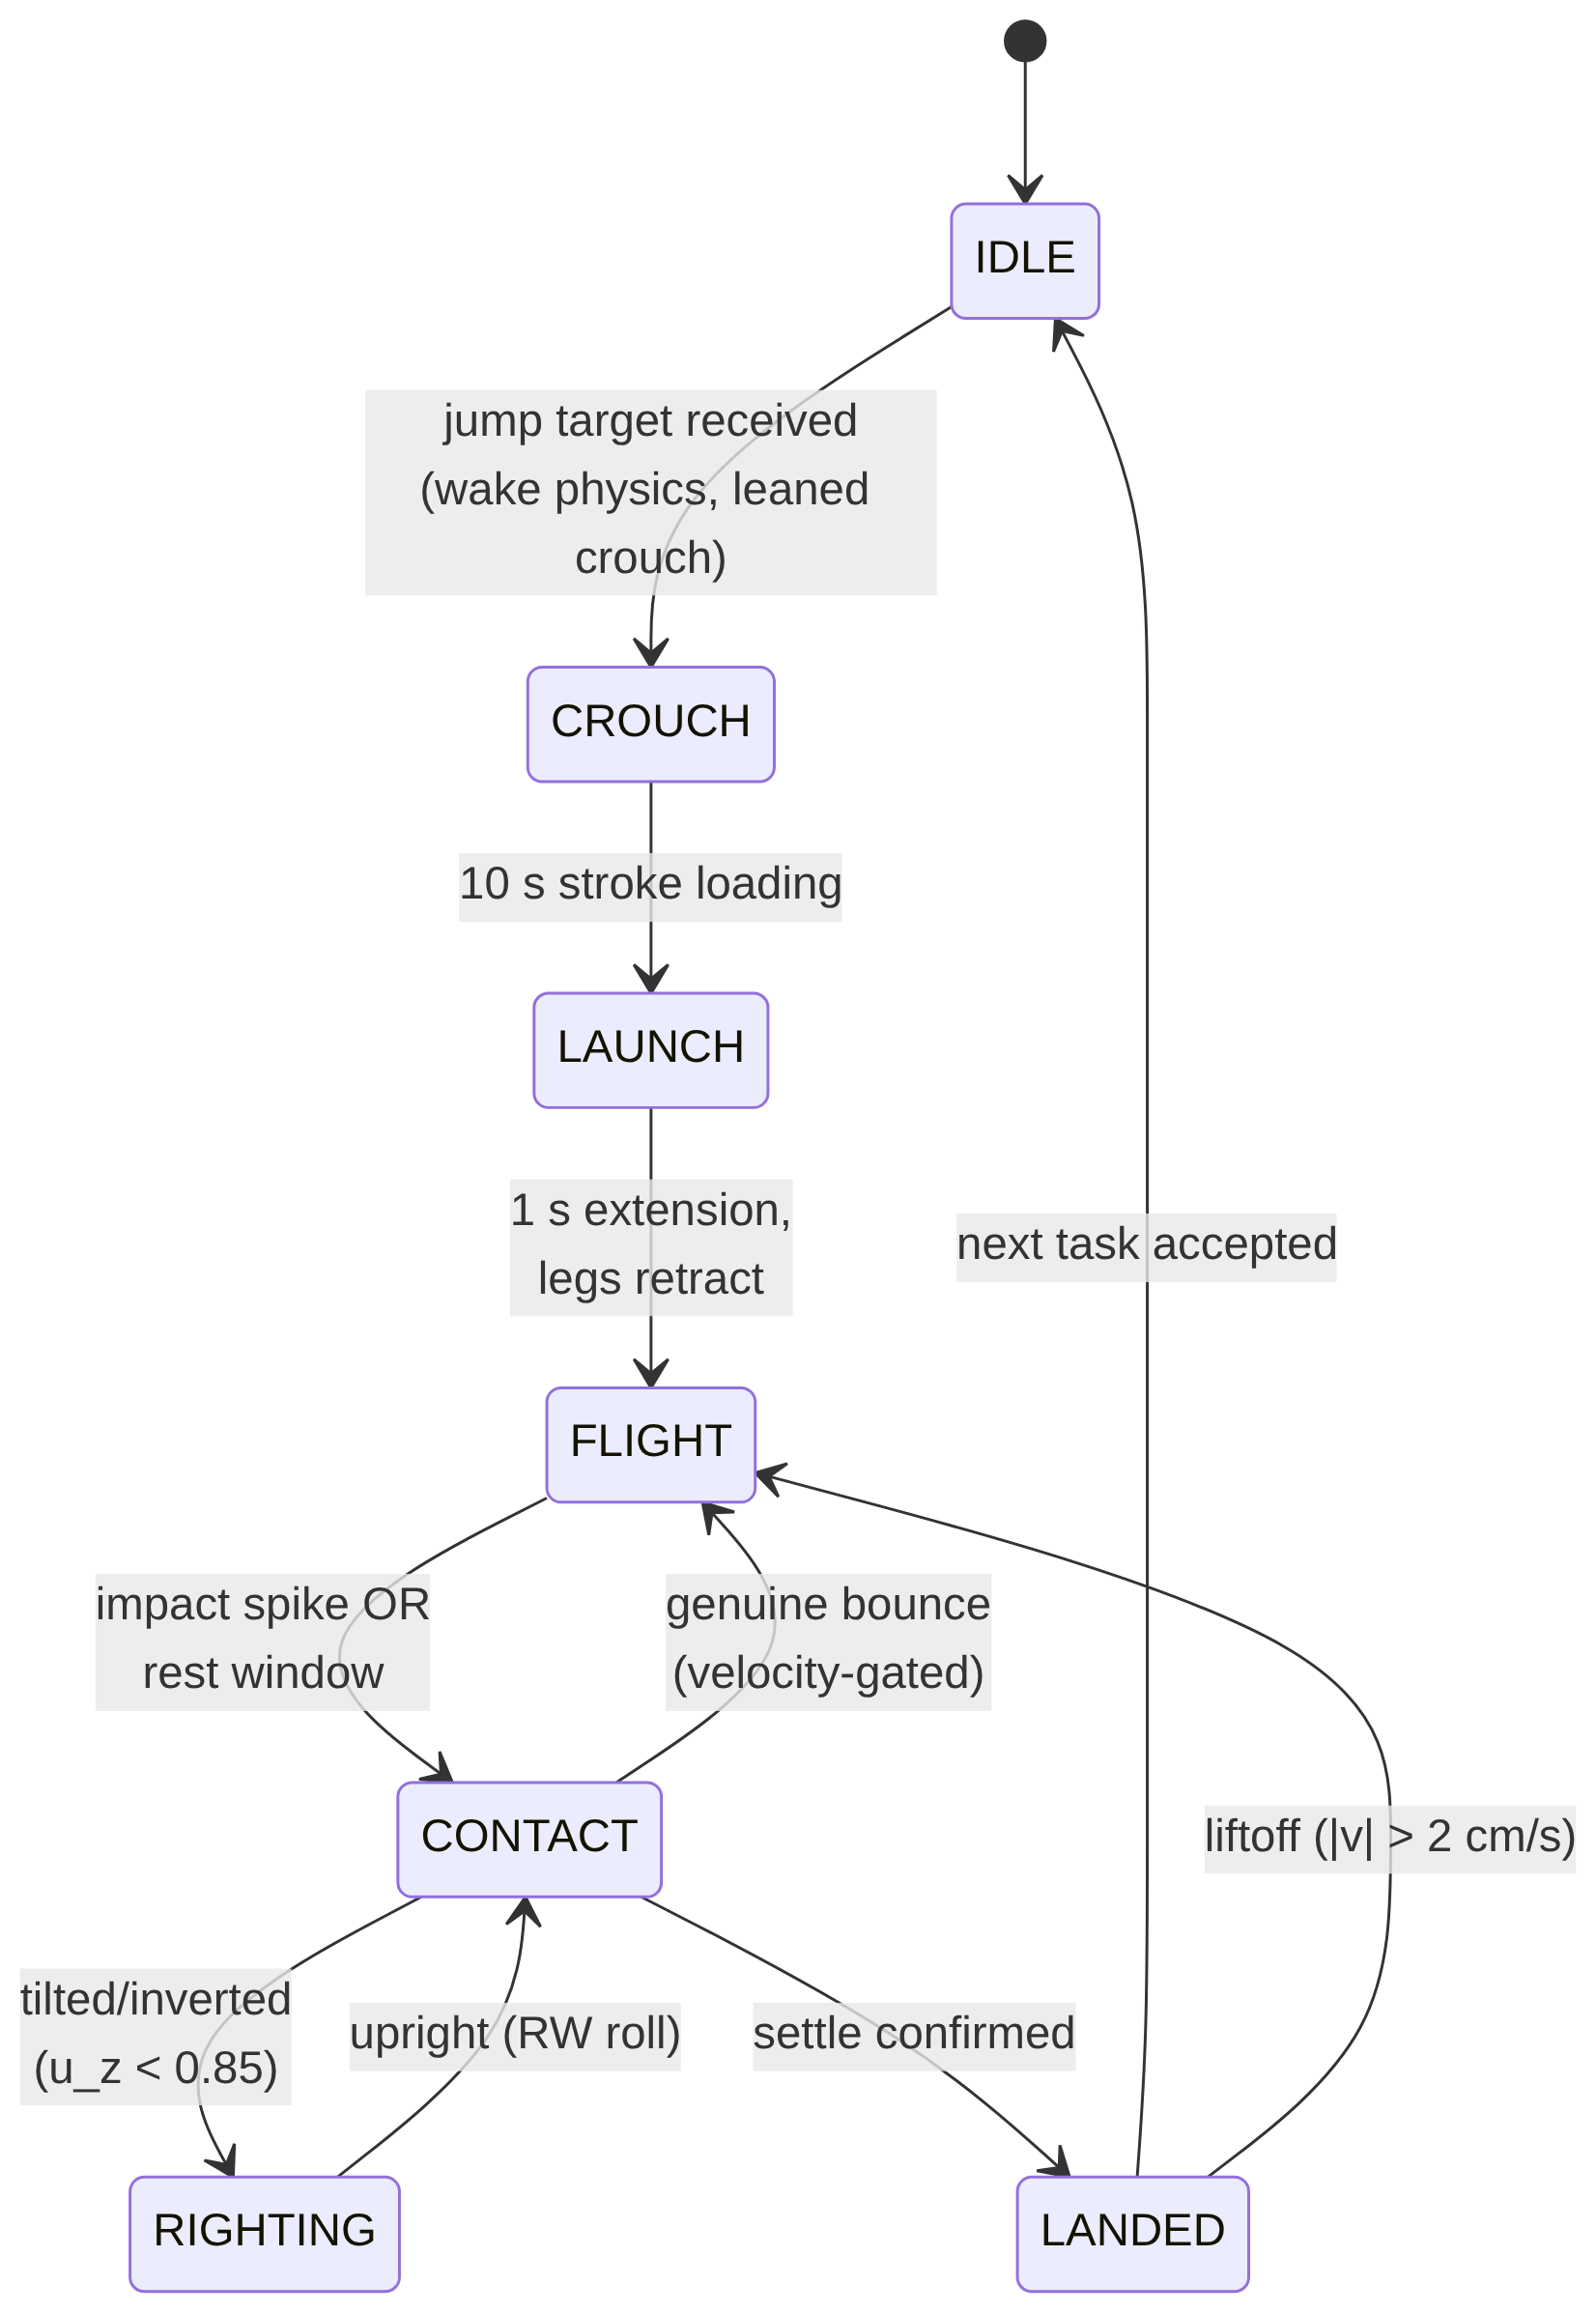 IDLE
jump target received
(wake physics, leaned
crouch)
CROUCH
10 s stroke loading
LAUNCH
1 s extension,
legs retract
next task accepted
FLIGHT
impact spike OR
rest window
genuine bounce
(velocity-gated)
CONTACT
liftoff (|v| > 2 cm/s)
tilted/inverted
(u_z < 0.85)
upright (RW roll)
settle confirmed
RIGHTING
LANDED